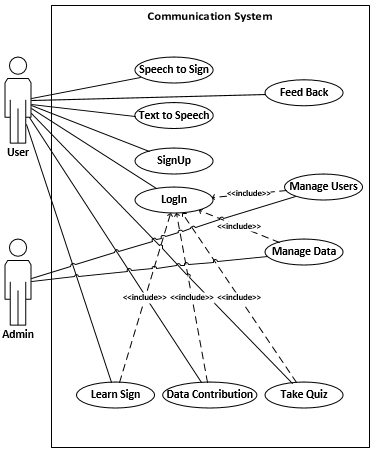 Communication System
Speech to Sign
Feed Back
Text to Speech
User
SignUp
Manage Users
<<include>>
LogIn
<<include>>
Manage Data
<<include>> <<include>> <<include>>
Admin
Learn Sign
Data Contribution
Take Quiz